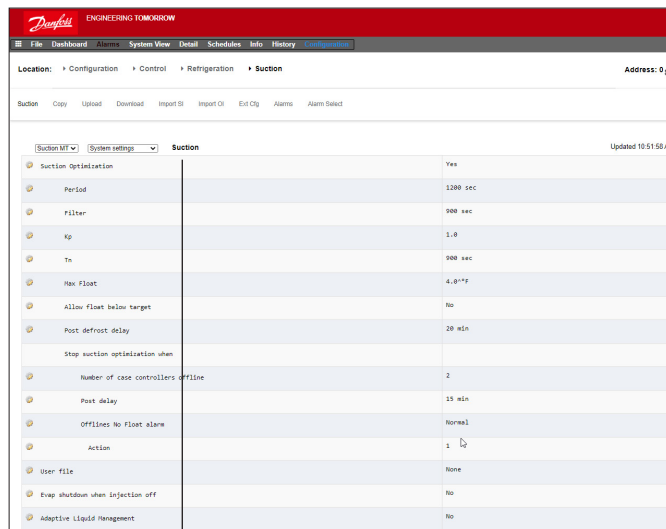 Danfoss ENGINEERING TOMORROW
File Dashboard Alarms System View Detail Schedules Info History Configuration
Location: Configuration Control Refrigeration Suction Address: 0
Suction Copy Upload Download Import SI Import OI Ext Cfg Alarms Alarm Select
Suction MT System settings Suction Updated 10:51:58
Suction Optimization Yes
Period 1200 sec
Filter 900 sec
Kp 1.0
Tn 900 sec
Max Float 4.0^°F
Allow float below target No
Post defrost delay 20 min
Stop suction optimization when
Number of case controllers offline 2
Post delay 15 min
Offlines No Float alarm Normal
Action 1
User file None
Evap shutdown when injection off No
Adaptive Liquid Management No